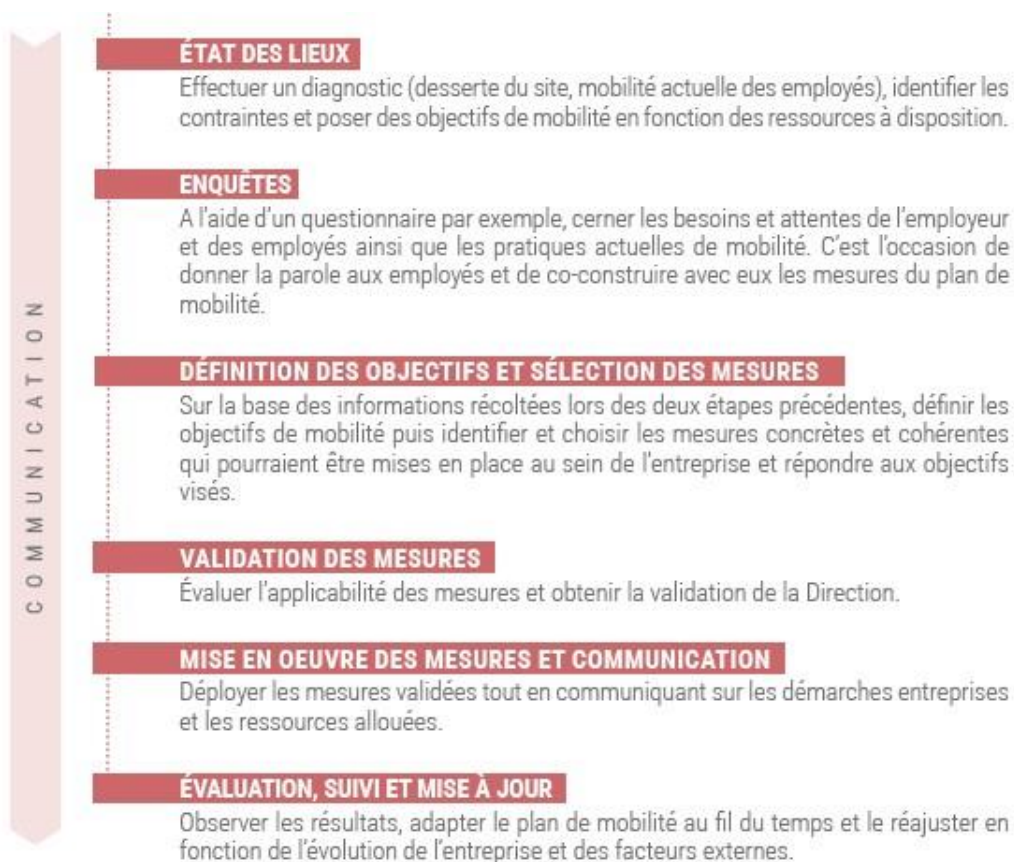 COMMUNICATION
ÉTAT DES LIEUX
Effectuer un diagnostic (desserte du site, mobilité actuelle des employés), identifier les
contraintes et poser des objectifs de mobilité en fonction des ressources à disposition.
ENQUÊTES
A l'aide d'un questionnaire par exemple, cerner les besoins et attentes de l'employeur
et des employés ainsi que les pratiques actuelles de mobilité. C'est l'occasion de
donner la parole aux employés et de co-construire avec eux les mesures du plan de
mobilité.
DÉFINITION DES OBJECTIFS ET SÉLECTION DES MESURES
Sur la base des informations récoltées lors des deux étapes précédentes, définir les
objectifs de mobilité puis identifier et choisir les mesures concrètes et cohérentes
qui pourraient être mises en place au sein de l'entreprise et répondre aux objectifs
visés.
VALIDATION DES MESURES
Évaluer l'applicabilité des mesures et obtenir la validation de la Direction.
MISE EN OEUVRE DES MESURES ET COMMUNICATION
Déployer les mesures validées tout en communiquant sur les démarches entreprises
et les ressources allouées.
ÉVALUATION, SUIVI ET MISE À JOUR
Observer les résultats, adapter le plan de mobilité au fil du temps et le réajuster en
fonction de l'évolution de l'entreprise et des facteurs externes.